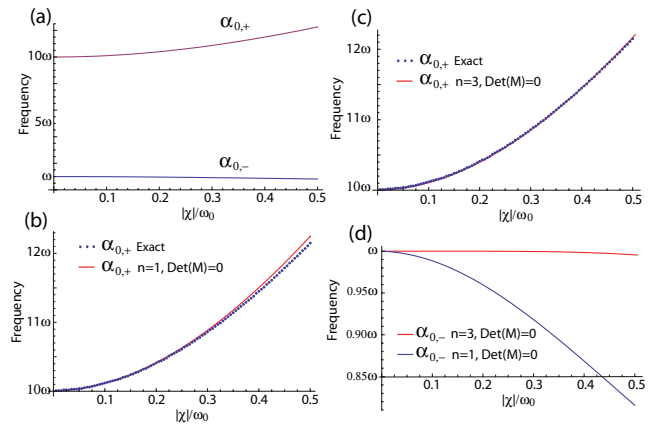 (a)
α0,+
10ω
5ω
ω
α0,-
Frequency
0.1 0.2 0.3 0.4 0.5
|χ|/ω0
(b)
12ω
α0,+ Exact
α0,+ n=1, Det(M)=0
11ω
10ω
Frequency
0.1 0.2 0.3 0.4 0.5
|χ|/ω0
(c)
12ω
α0,+ Exact
α0,+ n=3, Det(M)=0
11ω
10ω
Frequency
0.1 0.2 0.3 0.4 0.5
|χ|/ω0
(d)
ω
0.95ω
0.90ω
0.85ω
Frequency
α0,- n=3, Det(M)=0
α0,- n=1, Det(M)=0
0.1 0.2 0.3 0.4 0.5
|χ|/ω0